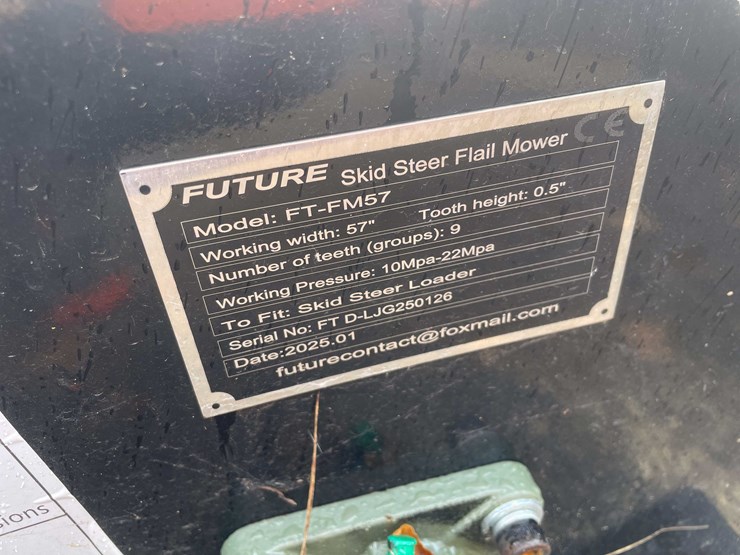 FUTURE Skid Steer Flail Mower CE
Model: FT-FM57
Working width: 57" Tooth height: 0.5"
Number of teeth (groups): 9
Working Pressure: 10Mpa-22Mpa
To Fit: Skid Steer Loader
Serial No: FT D-LJG250126
Date:2025.01
futurecontact@foxmail.com